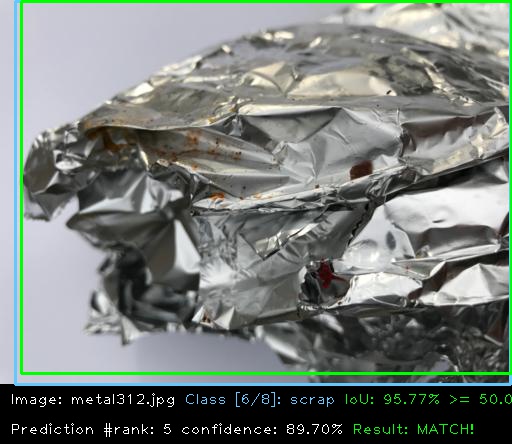 Image: metal312.jpg Class [6/8]: scrap IoU: 95.77% >= 50.0
Prediction #rank: 5 confidence: 89.70% Result: MATCH!